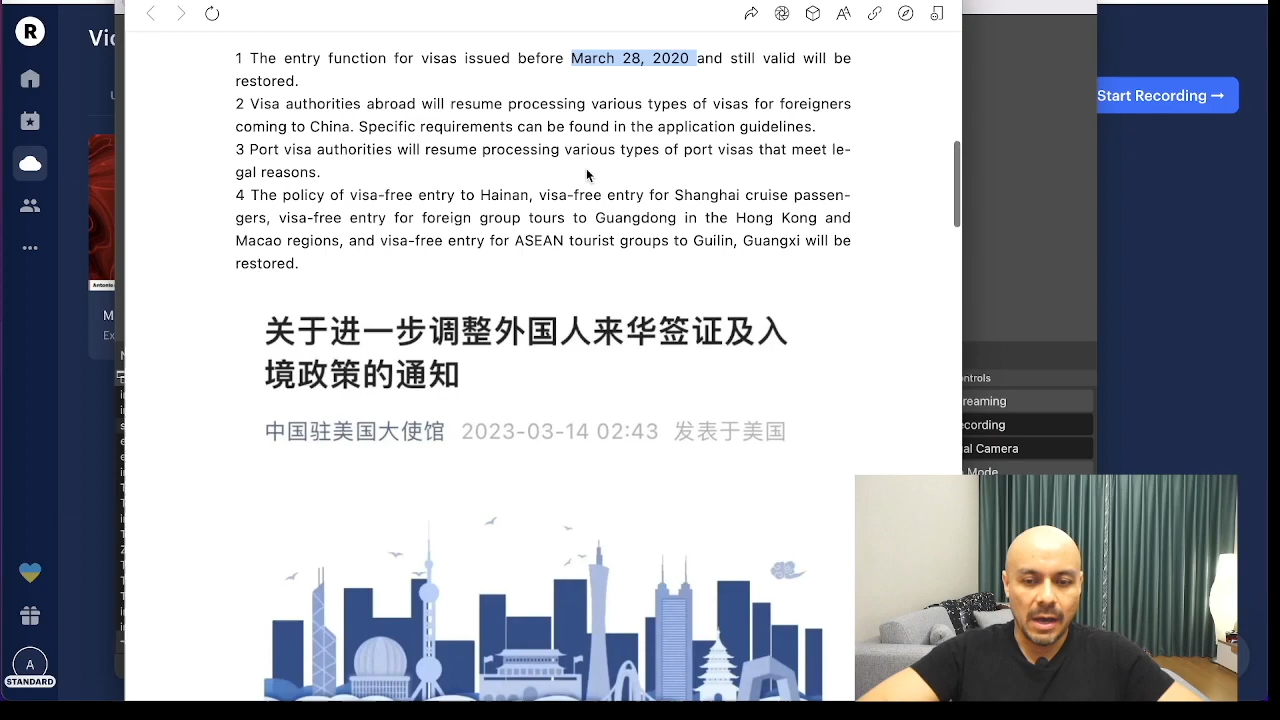 R
Vi
Start Recording →
1 The entry function for visas issued before March 28, 2020 and still valid will be
restored.
2 Visa authorities abroad will resume processing various types of visas for foreigners
coming to China. Specific requirements can be found in the application guidelines.
3 Port visa authorities will resume processing various types of port visas that meet le-
gal reasons.
4 The policy of visa-free entry to Hainan, visa-free entry for Shanghai cruise passen-
gers, visa-free entry for foreign group tours to Guangdong in the Hong Kong and
Macao regions, and visa-free entry for ASEAN tourist groups to Guilin, Guangxi will be
restored.
关于进一步调整外国人来华签证及入
境政策的通知
中国驻美国大使馆 2023-03-14 02:43 发表于美国
Antonio
M
Ex
ontrols
reaming
ecording
al Camera
Mode
A
STANDARD